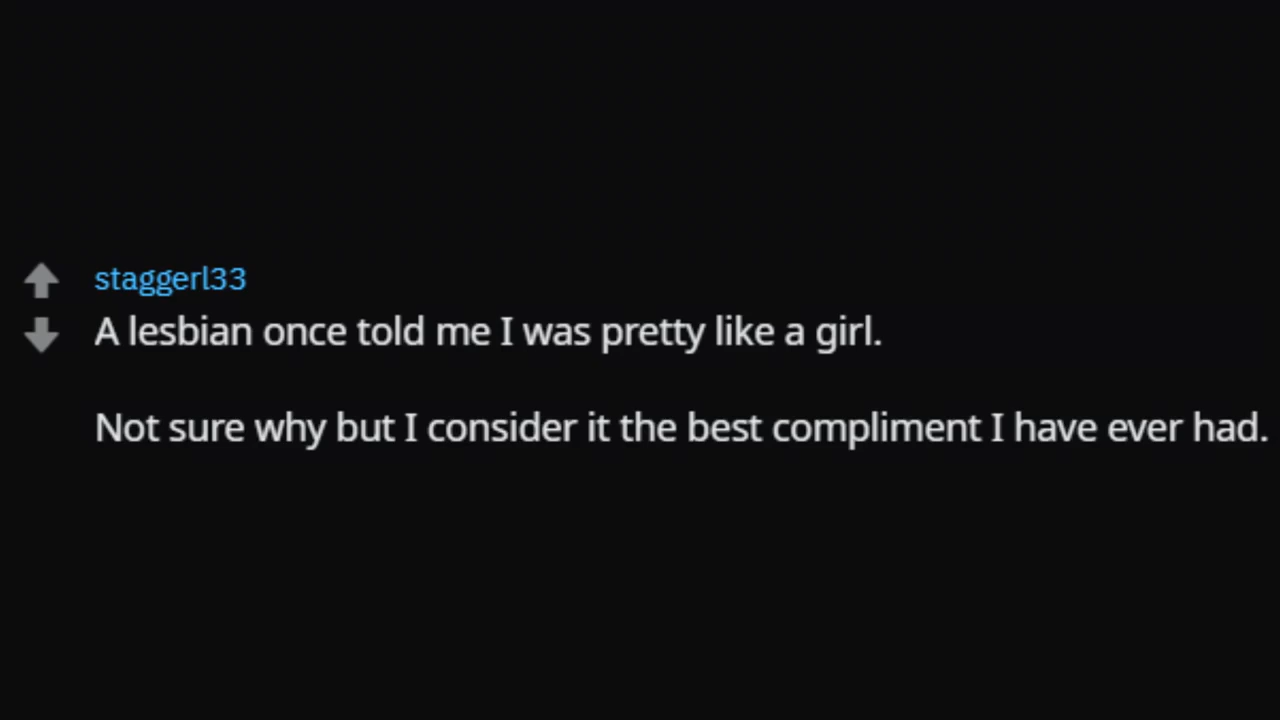 staggerl33
A lesbian once told me I was pretty like a girl.
Not sure why but I consider it the best compliment I have ever had.